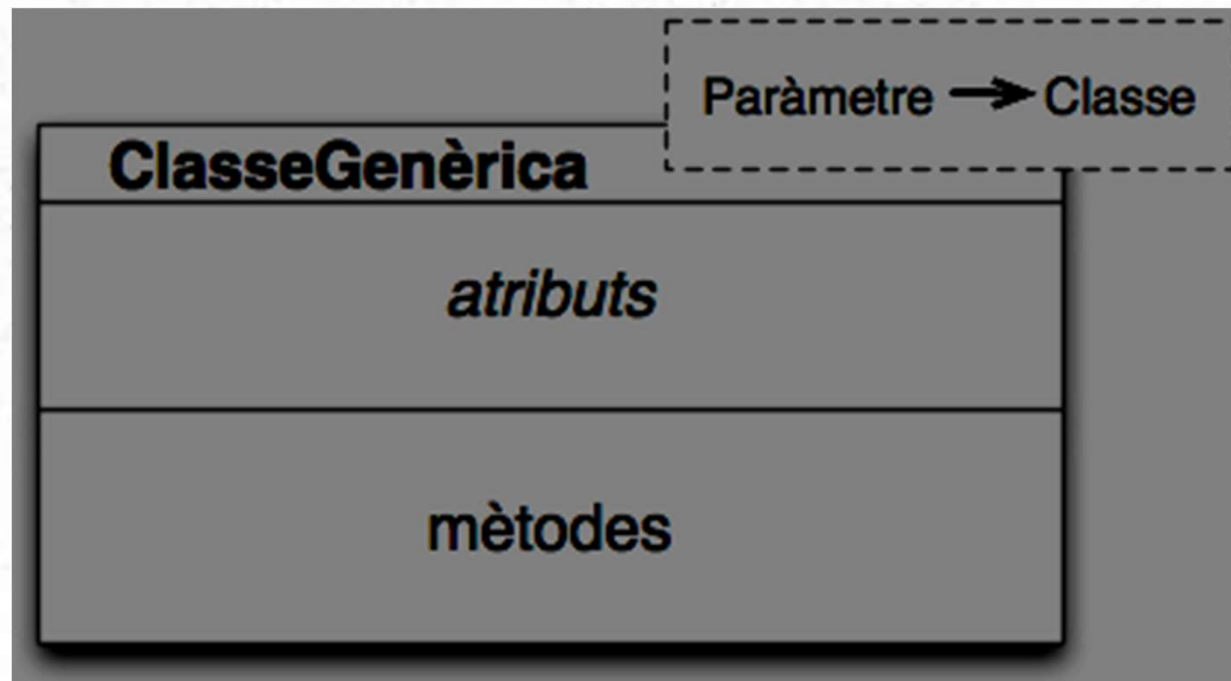 Paràmetre → Classe
ClasseGenèrica
atributs
mètodes